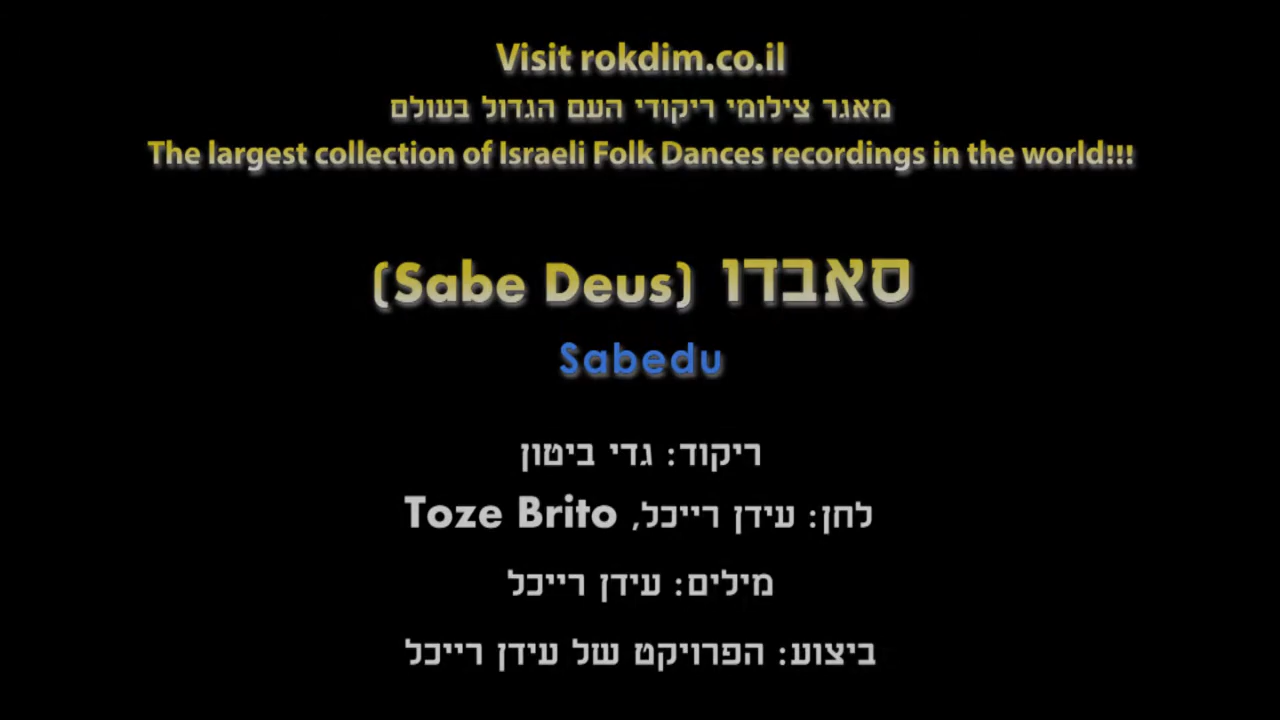 Visit rokdim.co.il
מאגר צילומי ריקודי העם הגדול בעולם
The largest collection of Israeli Folk Dances recordings in the world!!!
סאבדו (Sabe Deus)
Sabedu
ריקוד: גדי ביטון
לחן: עידן רייכל, Toze Brito
מילים: עידן רייכל
ביצוע: הפרויקט של עידן רייכל